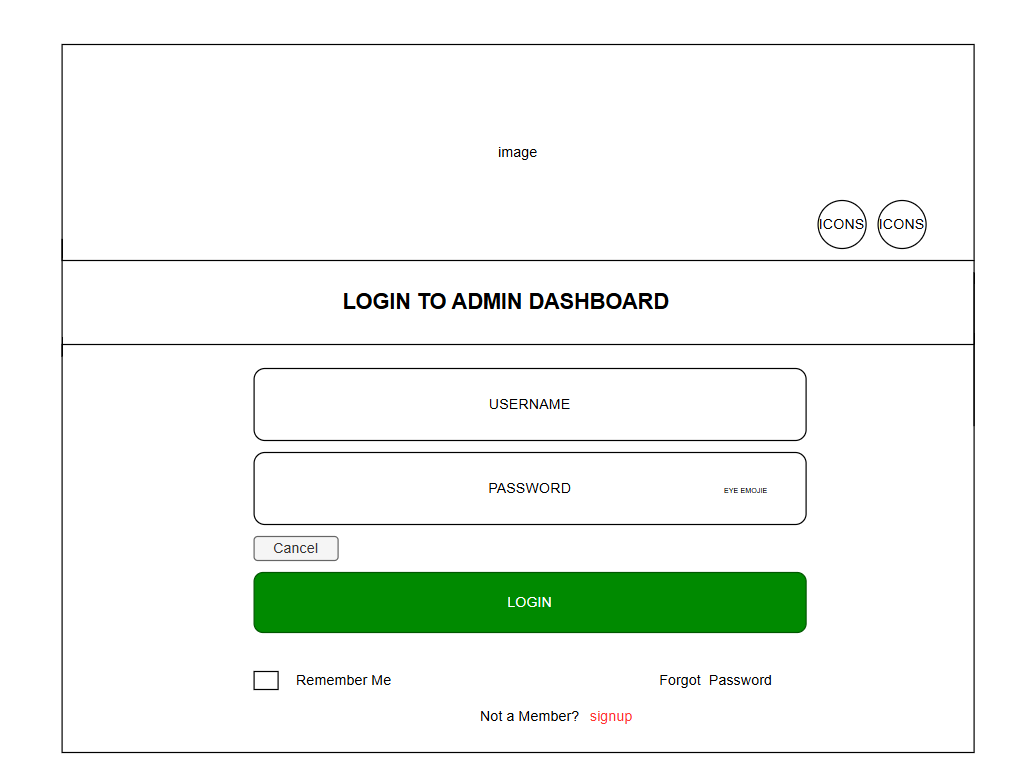 image
ICONS ICONS
LOGIN TO ADMIN DASHBOARD
USERNAME
PASSWORD EYE EMOJIE
Cancel
LOGIN
Remember Me Forgot Password
Not a Member? signup